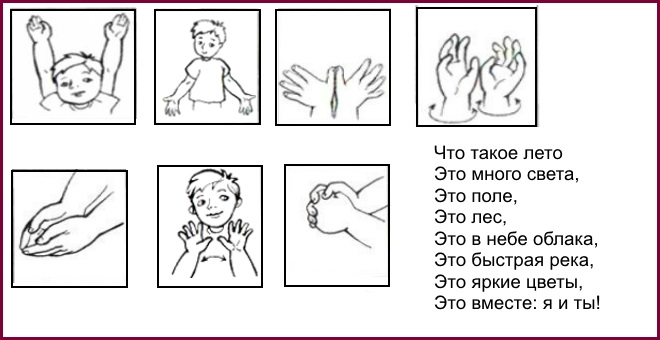 Что такое лето
Это много света,
Это поле,
Это лес,
Это в небе облака,
Это быстрая река,
Это яркие цветы,
Это вместе: я и ты!